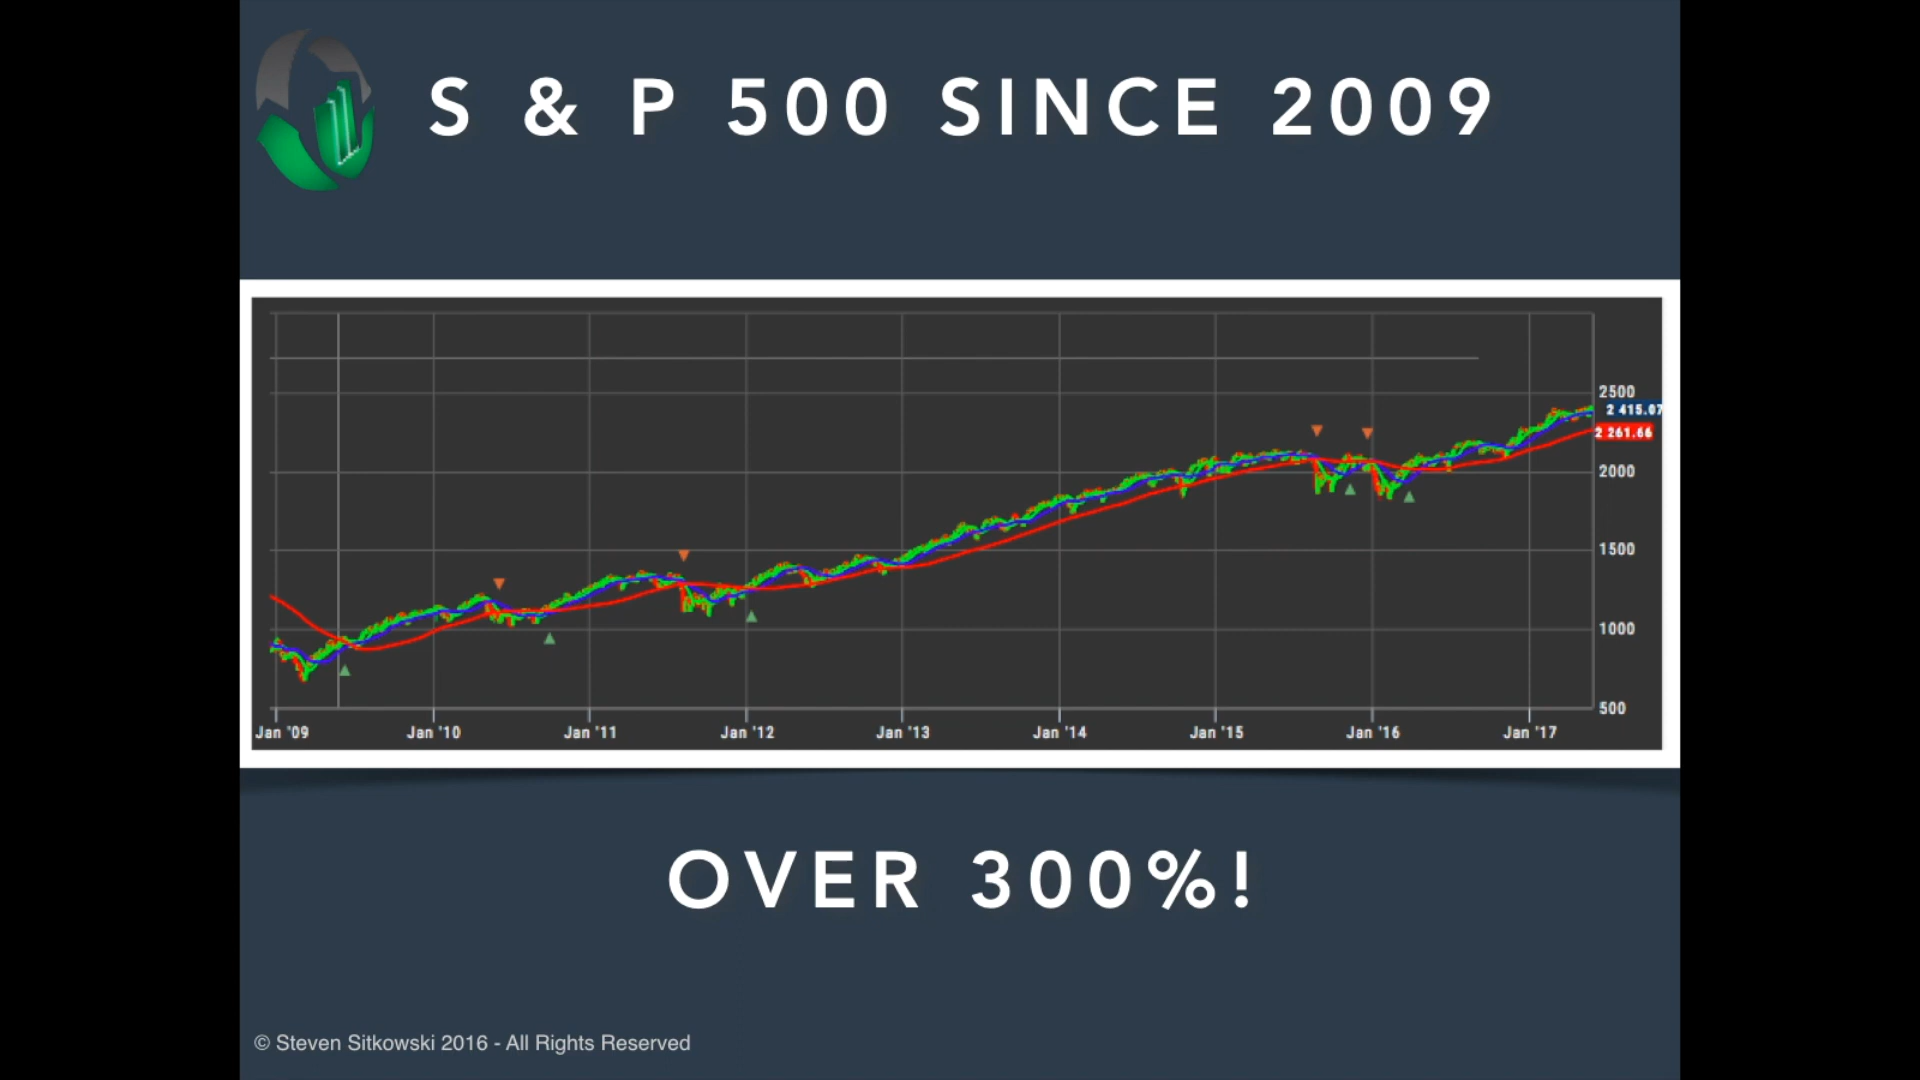 S & P 500 SINCE 2009
2500
2 415.07
2 261.66
2000
1500
1000
500
Jan '09 Jan '10 Jan '11 Jan '12 Jan '13 Jan '14 Jan '15 Jan '16 Jan '17
OVER 300%!
© Steven Sitkowski 2016 - All Rights Reserved